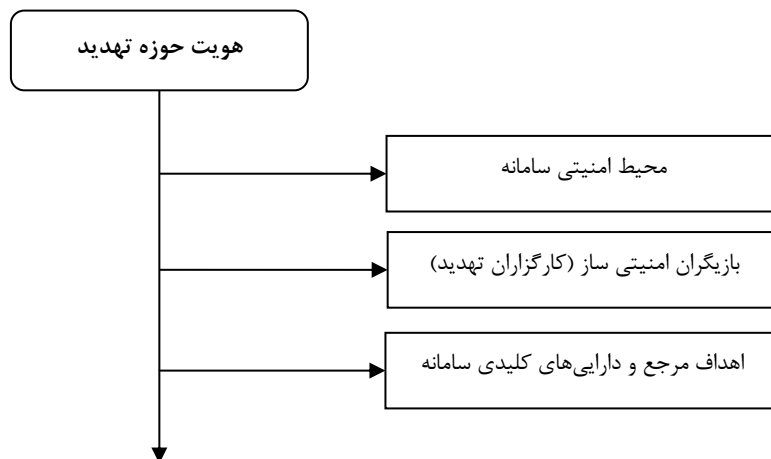 هویت حوزه تهدید
محیط امنیتی سامانه
بازیگران امنیتی ساز (کارگزاران تهدید)
اهداف مرجع و دارایی‌های کلیدی سامانه